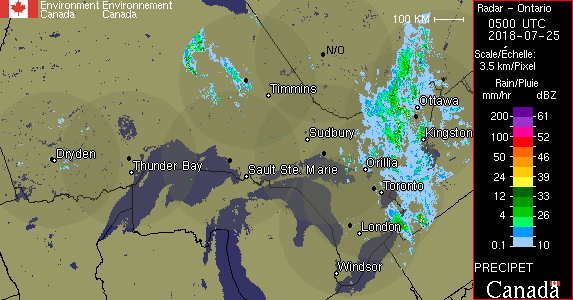 Environment Environnement
Canada Canada
100 KM
N/O
Timmins
Ottawa
Sudbury
Kingston
Dryden
Thunder Bay
Sault Ste. Marie
Orillia
Toronto
London
Windsor
Radar - Ontario
0500 UTC
2018-07-25
Scale/Échelle:
3.5 km/Pixel
Rain/Pluie
mm/hr dBZ
200 61
100 52
50 46
24 39
12 33
4 26
0.1 10
PRECIPET
Canada